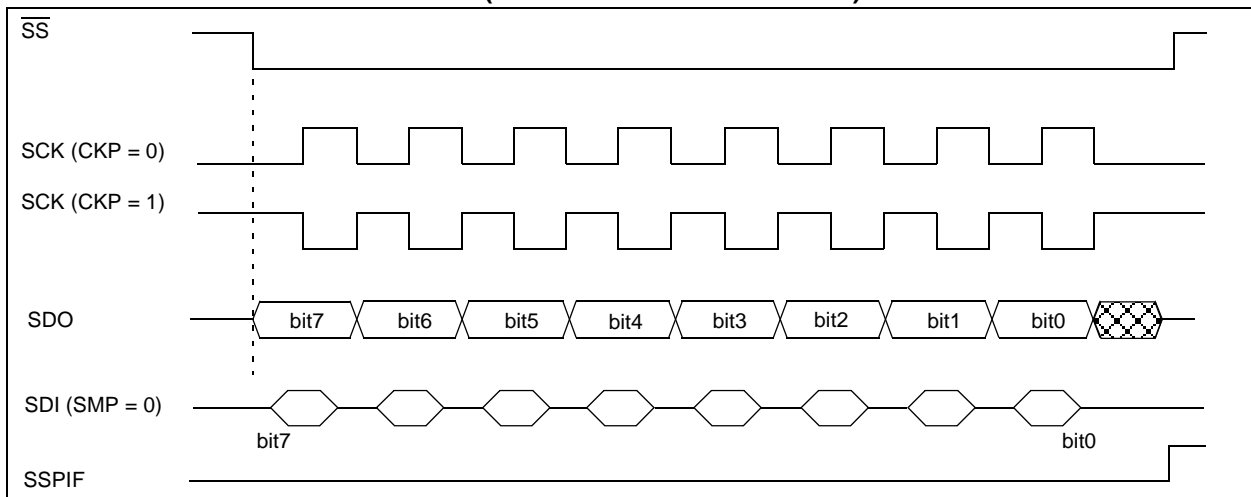 SS
SCK (CKP = 0)
SCK (CKP = 1)
SDO bit7 bit6 bit5 bit4 bit3 bit2 bit1 bit0
SDI (SMP = 0)
bit7 bit0
SSPIF